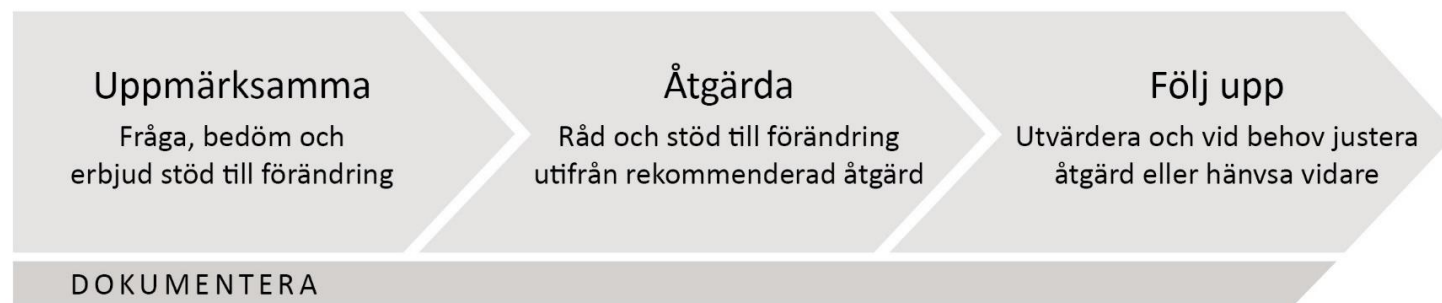 Uppmärksamma
Fråga, bedöm och
erbjud stöd till förändring
Åtgärda
Råd och stöd till förändring
utifrån rekommenderad åtgärd
Följ upp
Utvärdera och vid behov justera
åtgärd eller hänvsa vidare
DOKUMENTERA